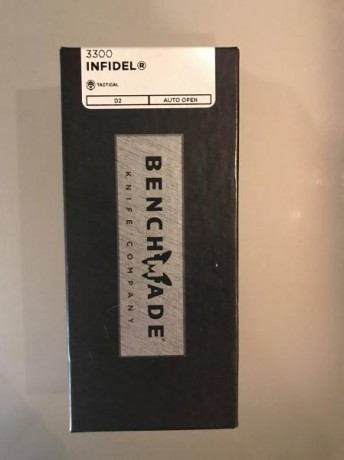 3300
INFIDEL®
TACTICAL
D2 AUTO OPEN
BENCHMADE®
KNIFE COMPANY